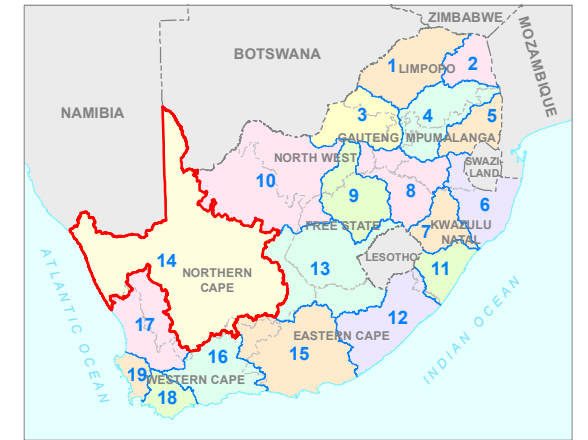 ZIMBABWE
BOTSWANA
MOZAMBIQUE
NAMIBIA
1
LIMPOPO
2
3
4
5
GAUTENG
MPUMALANGA
NORTH WEST
SWAZI
LAND
10
9
8
6
FREE STATE
7
KWAZULU
NATAL
LESOTHO
11
14
NORTHERN
CAPE
13
ATLANTIC OCEAN
INDIAN OCEAN
17
12
EASTERN CAPE
16
15
19
WESTERN CAPE
18